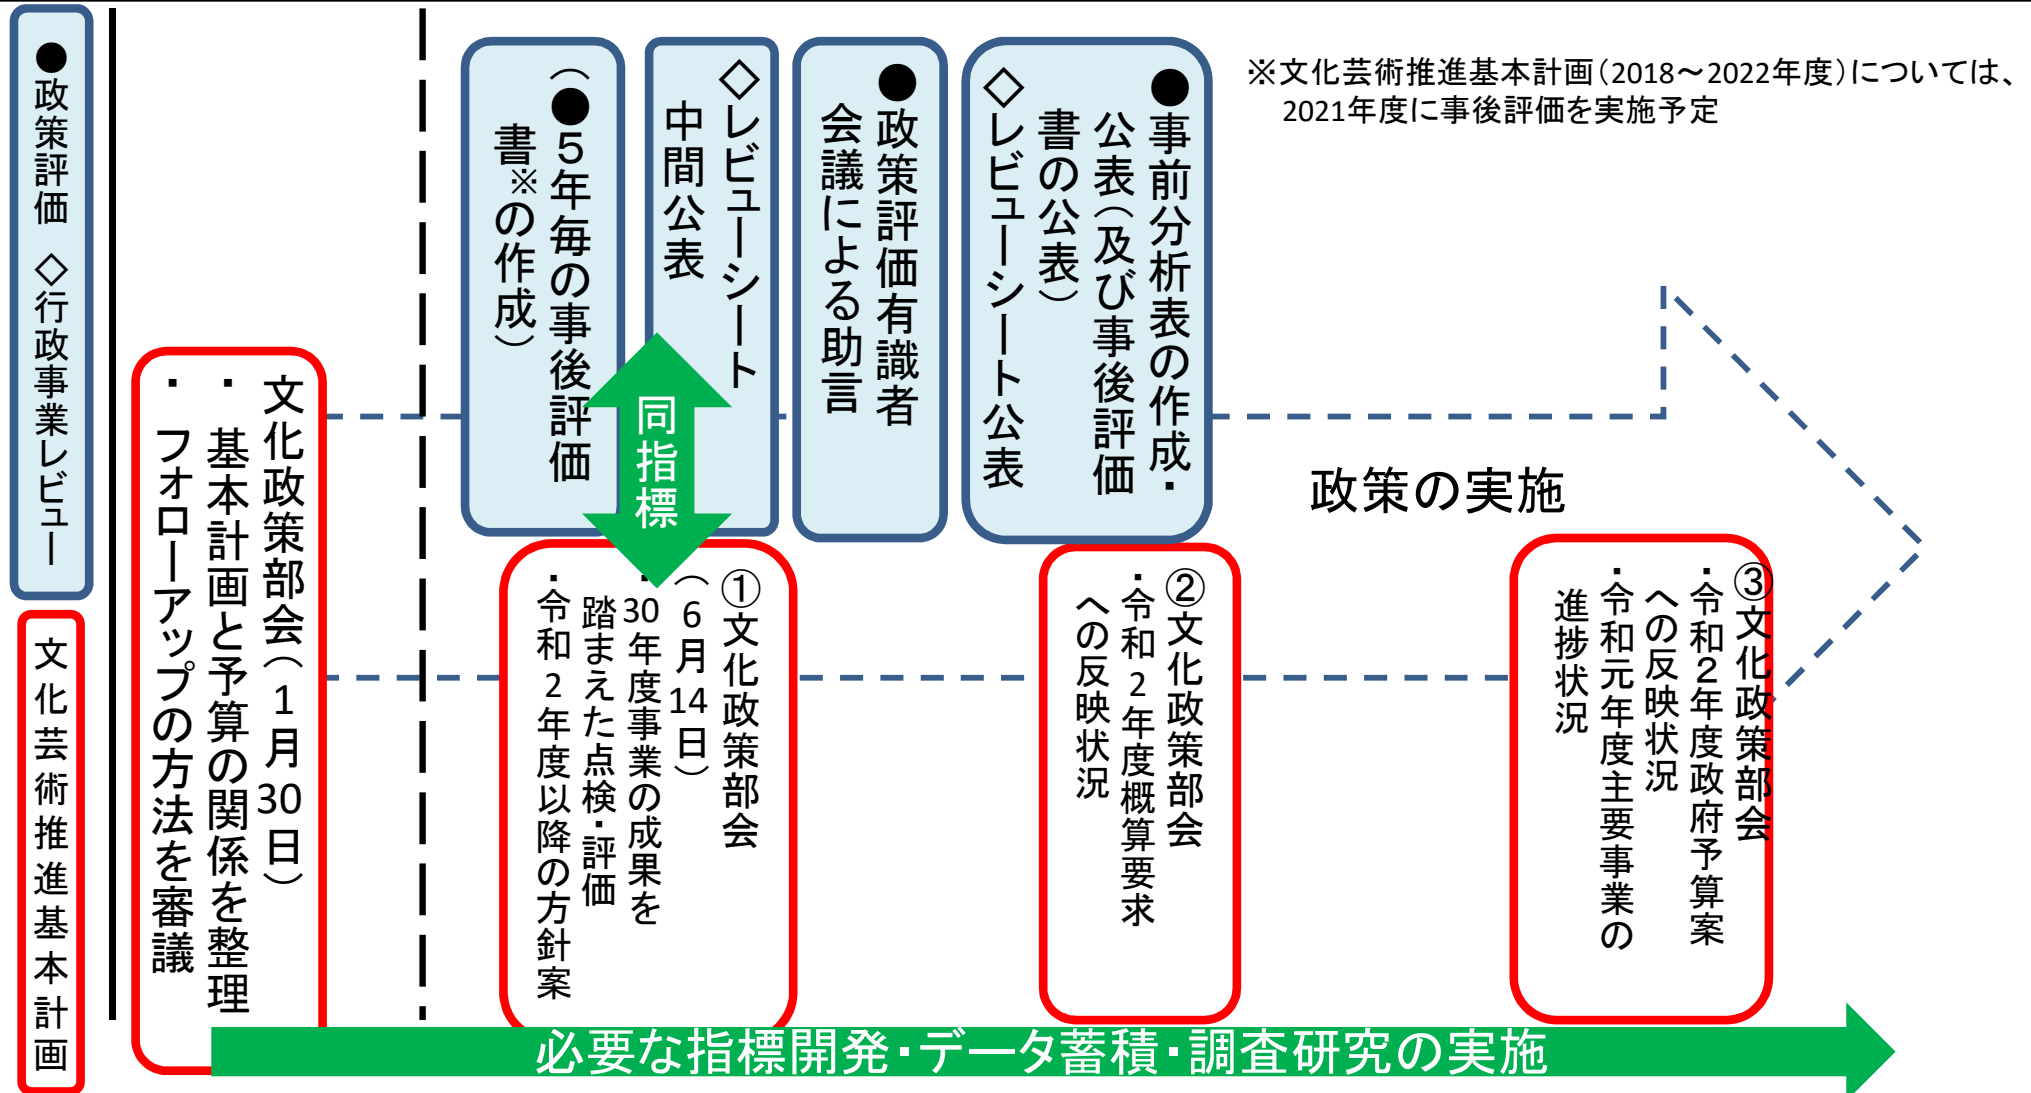 ●政策評価 ◇行政事業レビュー
文化芸術推進基本計画
文化政策部会(1月30日)
・ 基本計画と予算の関係を整理
・ フォローアップの方法を審議
(●5年毎の事後評価
書※の作成)
◇レビューシート
中間公表
●政策評価有識者
会議による助言
●事前分析表の作成・
公表(及び事後評価
書の公表)
◇レビューシート公表
※文化芸術推進基本計画(2018～2022年度)については、
2021年度に事後評価を実施予定
同指標
政策の実施
①文化政策部会
(6月14日)
・30年度事業の成果を
踏まえた点検・評価
・令和2年度以降の方針案
②文化政策部会
・令和2年度概算要求
への反映状況
③文化政策部会
・令和2年度政府予算案
への反映状況
・令和元年度主要事業の
進捗状況
必要な指標開発・データ蓄積・調査研究の実施